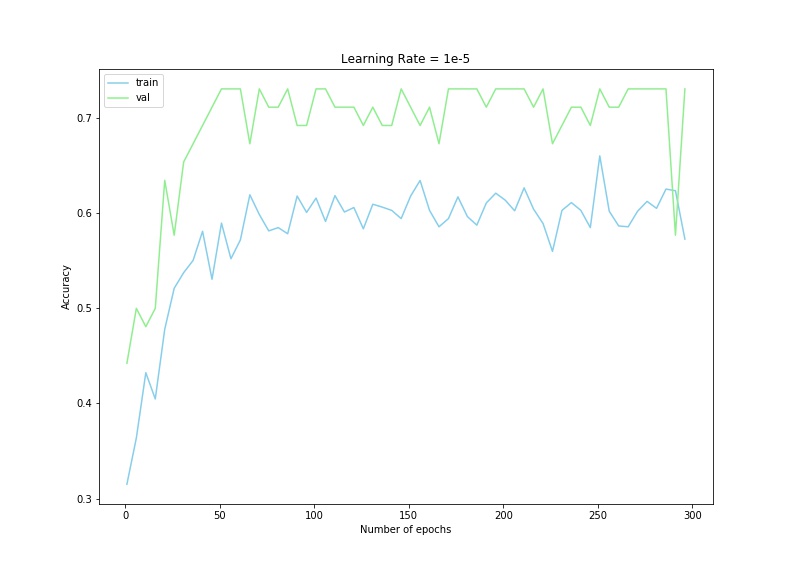 Learning Rate = 1e-5
train
val
Accuracy
0.7
0.6
0.5
0.4
0.3
0 50 100 150 200 250 300
Number of epochs